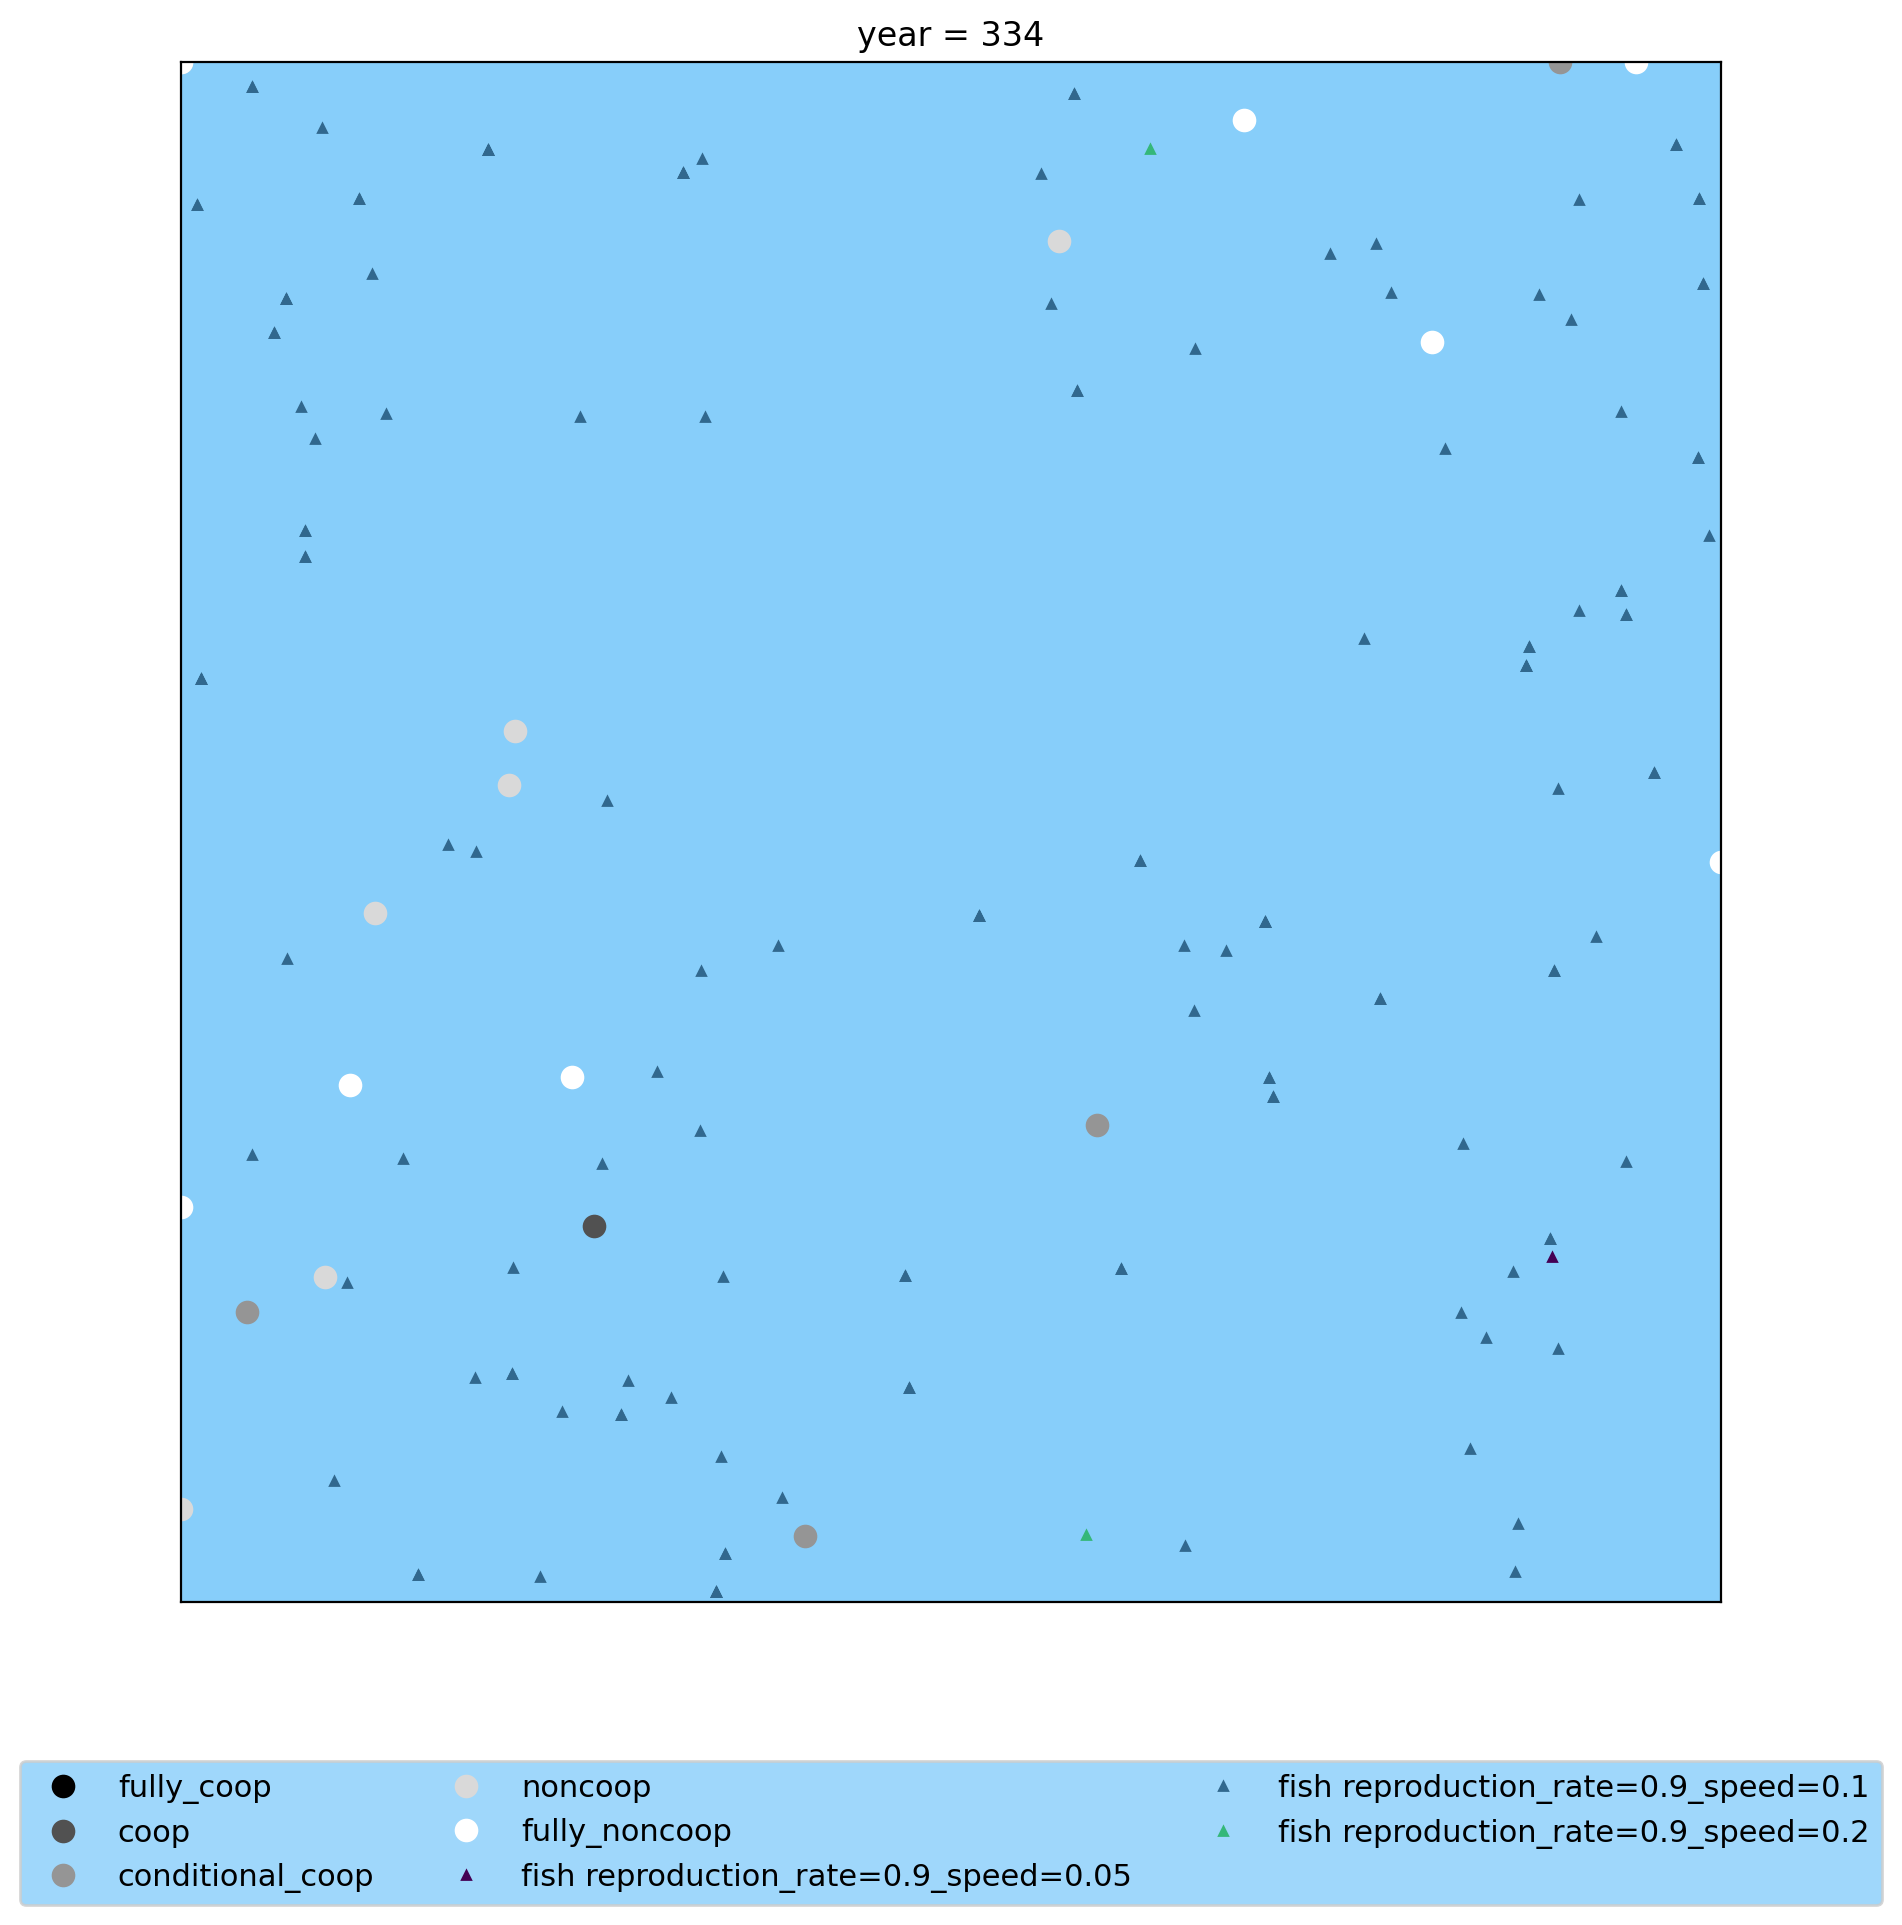 year = 334
fully_coop
coop
conditional_coop
noncoop
fully_noncoop
fish reproduction_rate=0.9_speed=0.05
fish reproduction_rate=0.9_speed=0.1
fish reproduction_rate=0.9_speed=0.2